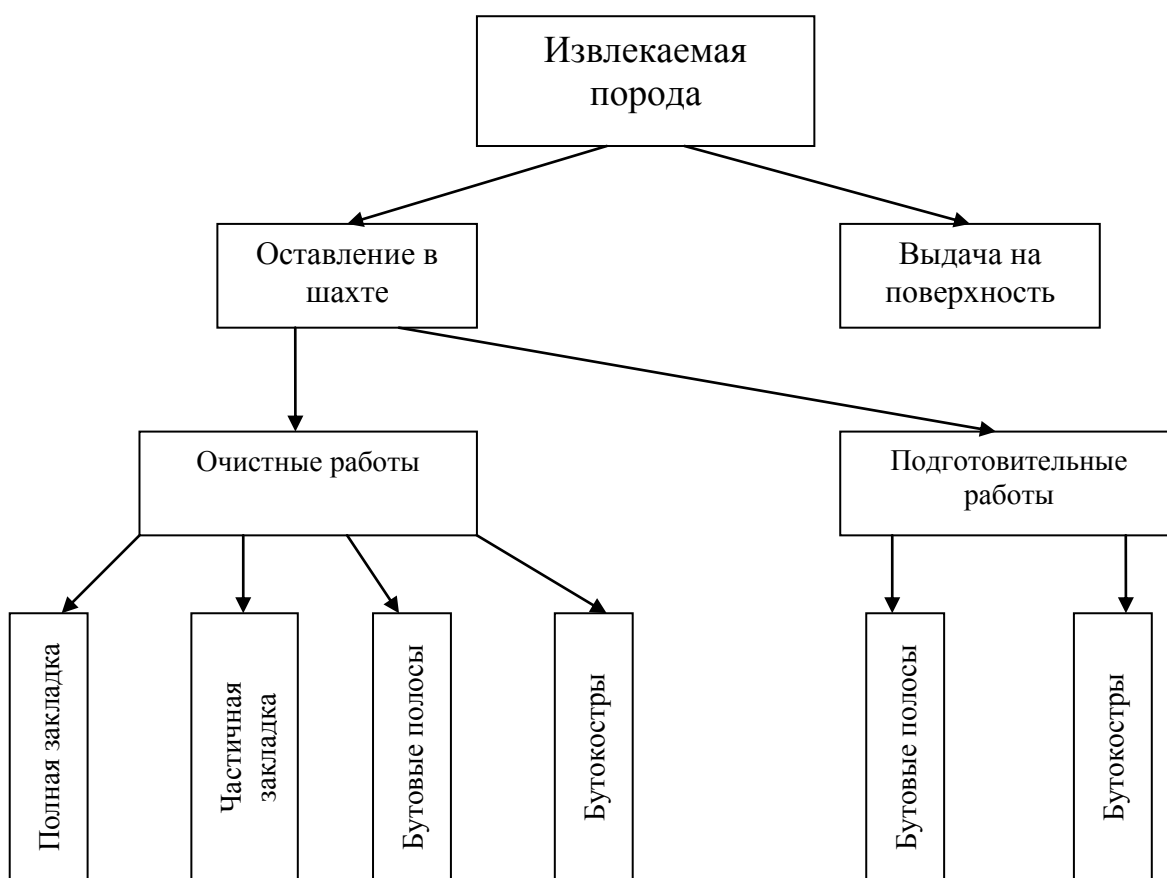 Извлекаемая
порода
Оставление в
шахте
Выдача на
поверхность
Очистные работы
Подготовительные
работы
Полная закладка
Частичная
закладка
Бутовые полосы
Бутокостры
Бутовые полосы
Бутокостры